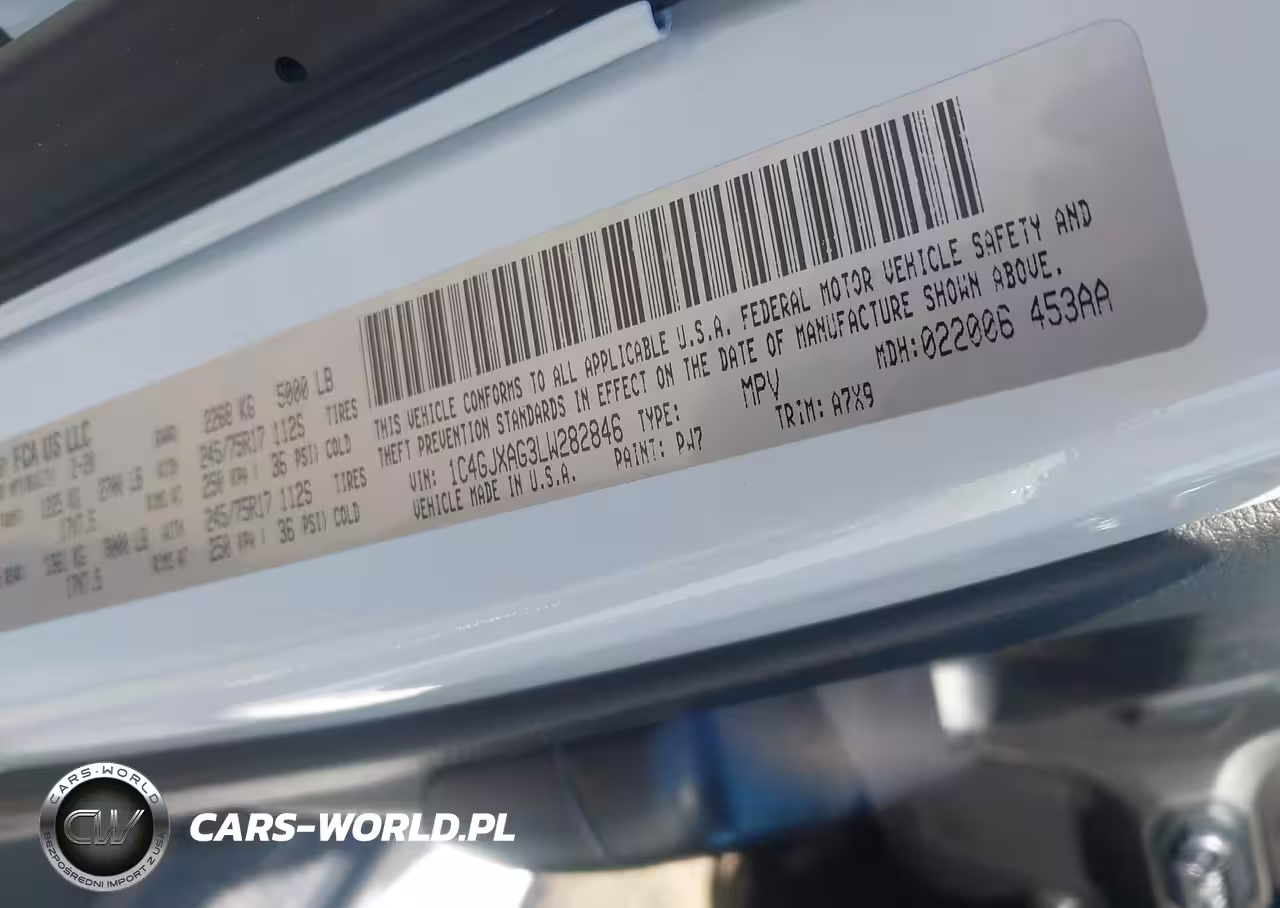 FCA US LLC
2268 KG 5000 LB
245/75R17 112S TIRES
250 KPA ( 36 PSI) COLD
245/75R17 112S TIRES
250 KPA ( 36 PSI) COLD
THIS VEHICLE CONFORMS TO ALL APPLICABLE U.S.A. FEDERAL MOTOR VEHICLE SAFETY AND
THEFT PREVENTION STANDARDS IN EFFECT ON THE DATE OF MANUFACTURE SHOWN ABOVE.
VIN: 1C4GJXAG3LW282846 TYPE: MPV MDH:022006 453AA
VEHICLE MADE IN U.S.A. PAINT: PW7 TRIM: A7X9
CARS-WORLD
CW
BEZPOŚREDNI IMPORT Z USA
CARS-WORLD.PL